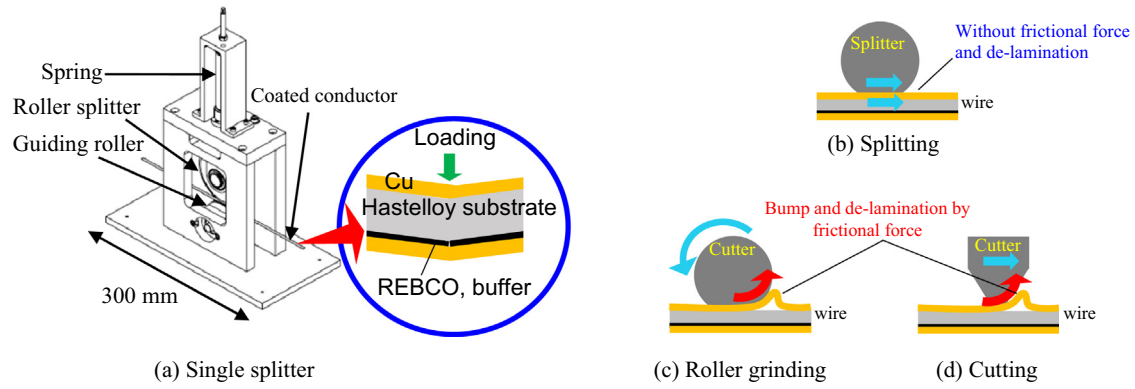 Spring
Roller splitter
Guiding roller
Coated conductor
300 mm
Loading
Cu
Hastelloy substrate
REBCO, buffer
(a) Single splitter
Splitter
Without frictional force
and de-lamination
wire
(b) Splitting
Bump and de-lamination by
frictional force
Cutter
wire
(c) Roller grinding
Cutter
wire
(d) Cutting